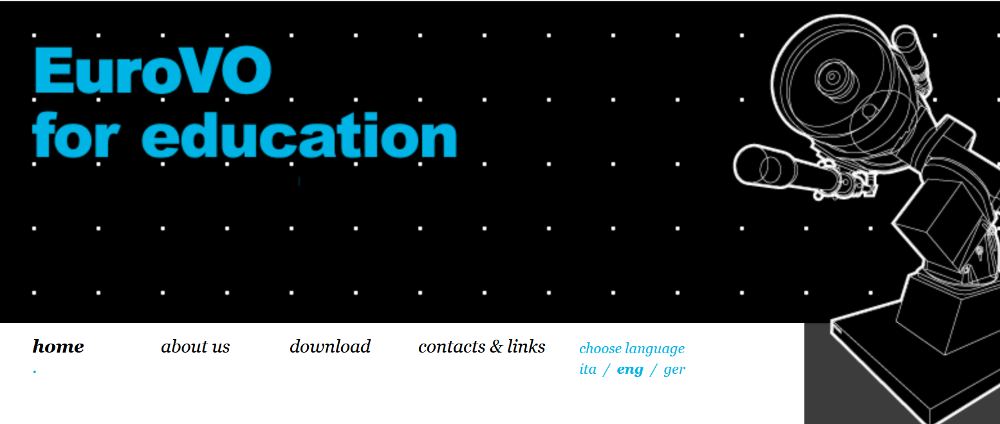 EuroVO
for education
home
about us
download
contacts & links
choose language
ita / eng / ger